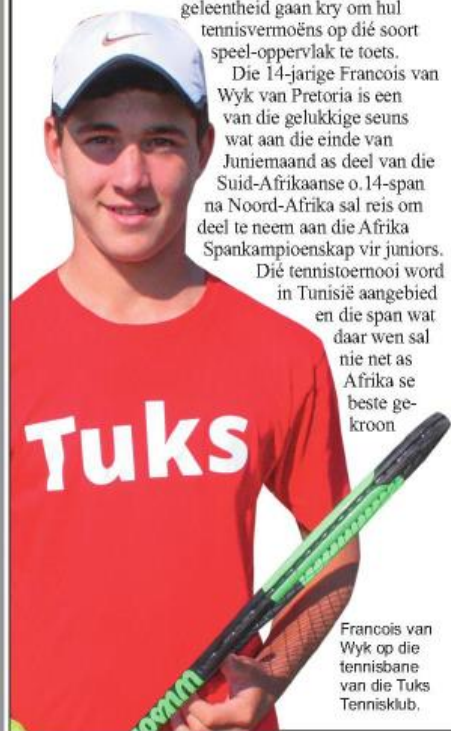 geleentheid gaan kry om hul
tennisvermoëns op dié soort
speel-oppervlak te toets.
Die 14-jarige Francois van
Wyk van Pretoria is een
van die gelukkige seuns
wat aan die einde van
Juniemaand as deel van die
Suid-Afrikaanse o.14-span
na Noord-Afrika sal reis om
deel te neem aan die Afrika
Spankampioenskap vir juniors.
Dié tennistoernooi word
in Tunisië aangebied
en die span wat
daar wen sal
nie net as
Afrika se
beste ge-
kroon
Tuks
Francois van
Wyk op die
tennisbane
van die Tuks
Tennisklub.